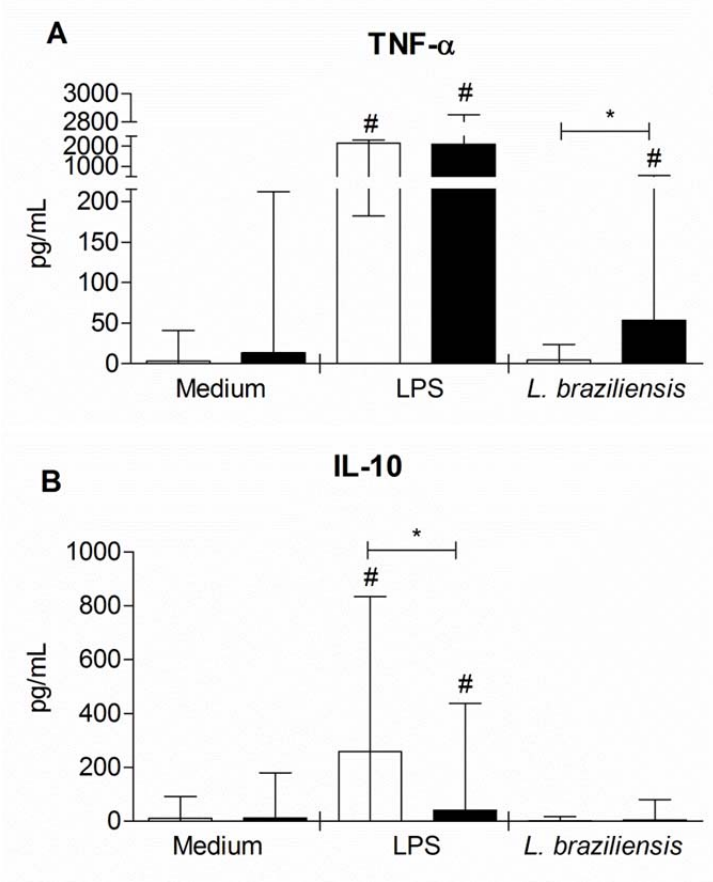 A
TNF-α
3000
2800
2000
1000
200
150
100
50
0
pg/mL
#
#
*
#
Medium
LPS
L. braziliensis
B
IL-10
1000
800
600
400
200
0
pg/mL
*
#
#
Medium
LPS
L. braziliensis